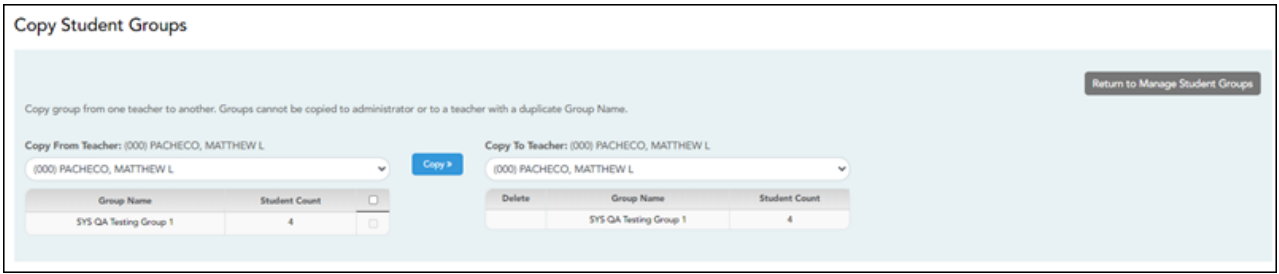 Copy Student Groups
Return to Manage Student Groups
Copy group from one teacher to another. Groups cannot be copied to administrator or to a teacher with a duplicate Group Name.
Copy From Teacher: (000) PACHECO, MATTHEW L
(000) PACHECO, MATTHEW L
Group Name Student Count
SYS QA Testing Group 1 4
Copy »
Copy To Teacher: (000) PACHECO, MATTHEW L
(000) PACHECO, MATTHEW L
Delete Group Name Student Count
SYS QA Testing Group 1 4